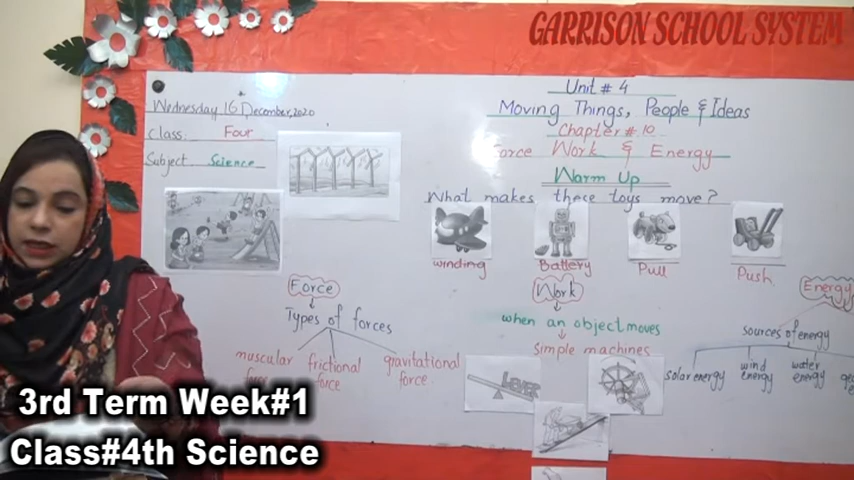 GARRISON SCHOOL SYSTEM
Wednesday 16 December, 2020
Class: Four
Subject Science
Unit # 4
Moving Things, People & Ideas
Chapter # 10
Force Work & Energy
Warm Up
What makes these toys move?
winding Battery Pull Push
Force
Types of forces
muscular force
frictional force
gravitational force
Work
when an object moves
simple machines
LEVER
Energy
sources of energy
solar energy
wind energy
water energy
3rd Term Week#1
Class#4th Science